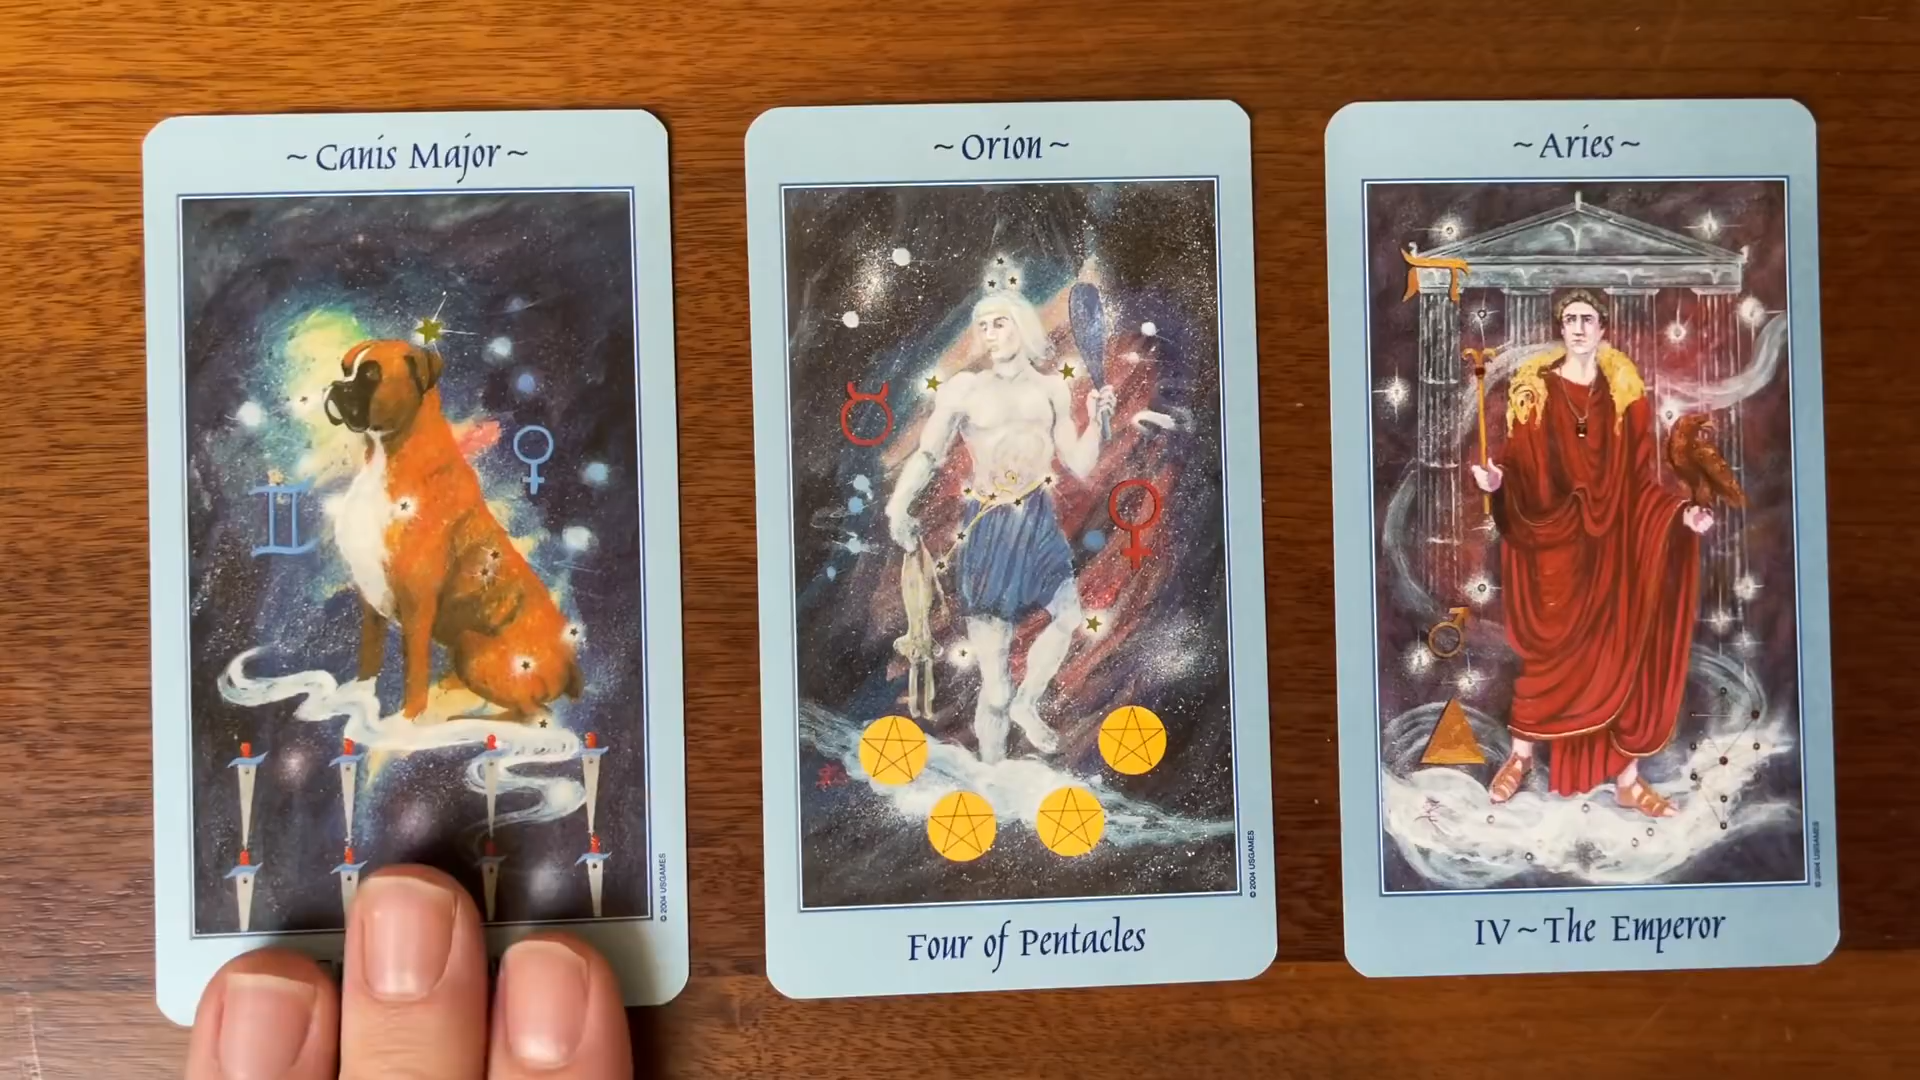 ~Canis Major~
© 2004 USGAMES
~Orion~
Four of Pentacles
© 2004 USGAMES
~Aries~
IV~The Emperor
© 2004 USGAMES